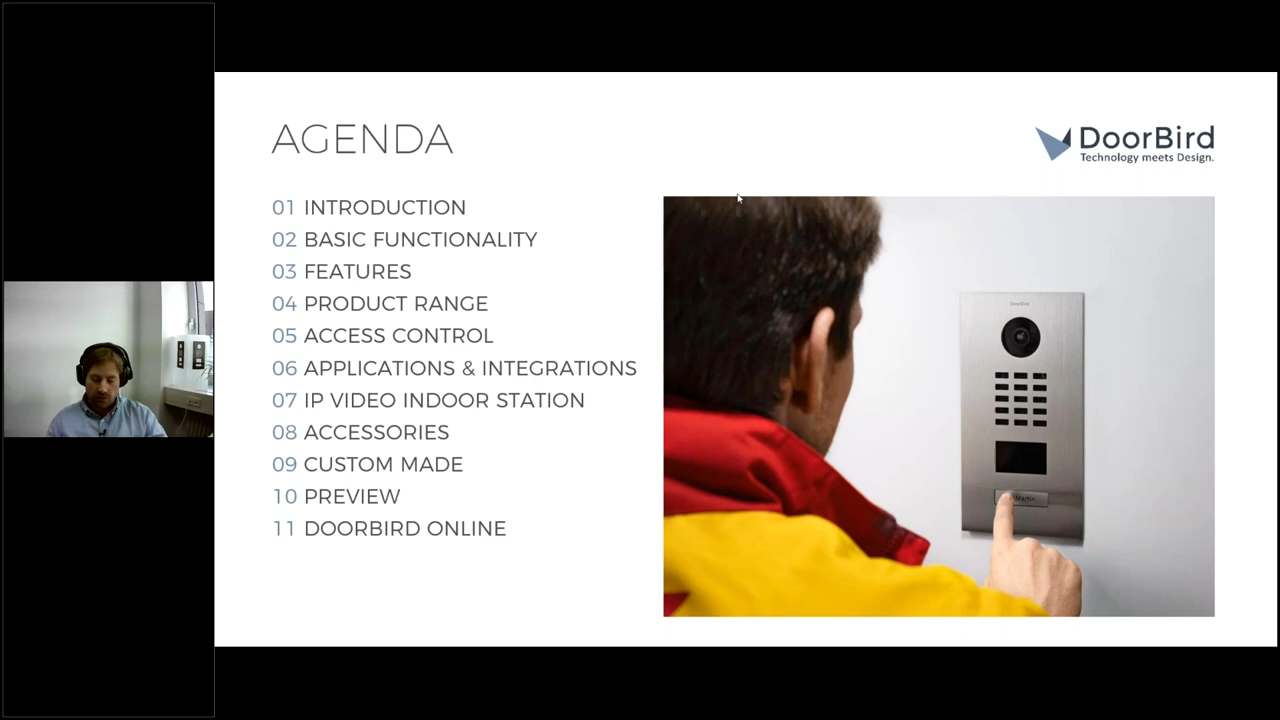 AGENDA
DoorBird
Technology meets Design.
01 INTRODUCTION
02 BASIC FUNCTIONALITY
03 FEATURES
04 PRODUCT RANGE
05 ACCESS CONTROL
06 APPLICATIONS & INTEGRATIONS
07 IP VIDEO INDOOR STATION
08 ACCESSORIES
09 CUSTOM MADE
10 PREVIEW
11 DOORBIRD ONLINE
DoorBird